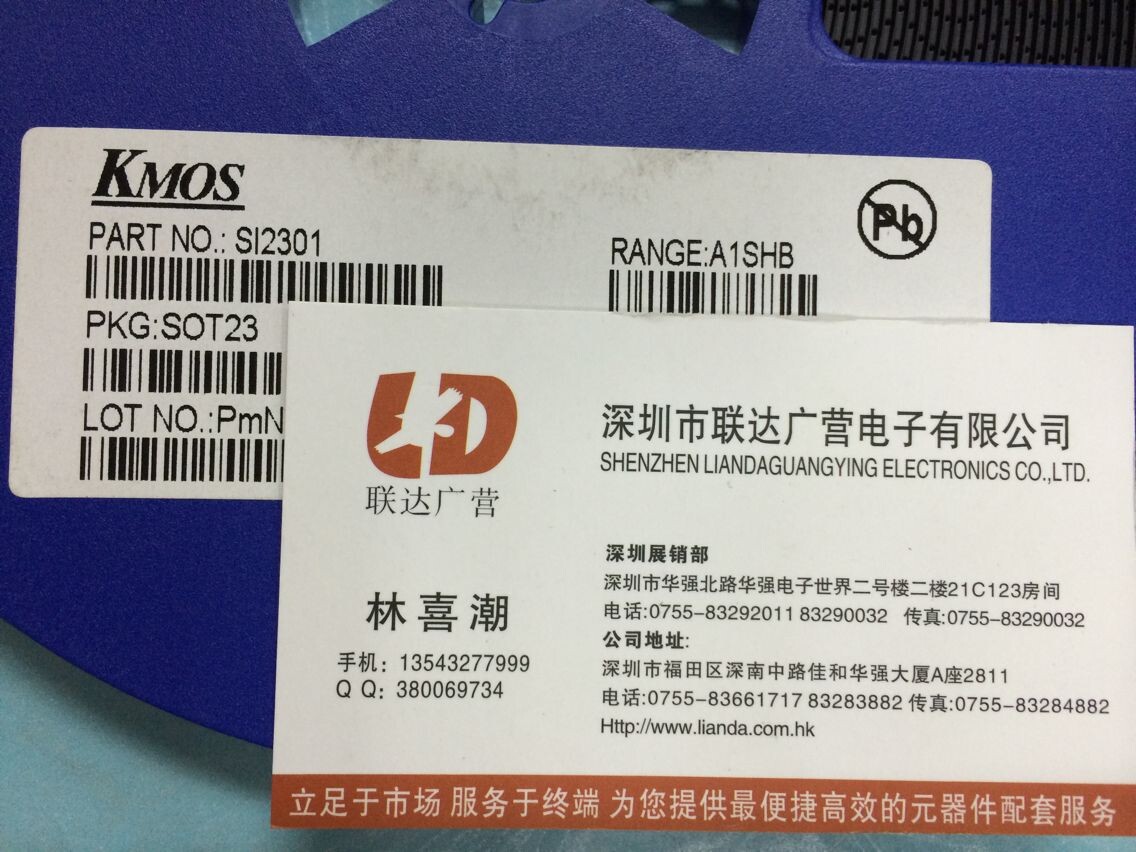 KMOS
PART NO.: SI2301
RANGE:A1SHB
Pb
PKG:SOT23
LOT NO.:PmN
LD
联达广营
深圳市联达广营电子有限公司
SHENZHEN LIANDAGUANGYING ELECTRONICS CO.,LTD.
林喜潮
手机：13543277999
Q Q：380069734
深圳展销部
深圳市华强北路华强电子世界二号楼二楼21C123房间
电话:0755-83292011 83290032 传真:0755-83290032
公司地址:
深圳市福田区深南中路佳和华强大厦A座2811
电话:0755-83661717 83283882 传真:0755-83284882
Http://www.lianda.com.hk
立足于市场 服务于终端 为您提供最便捷高效的元器件配套服务